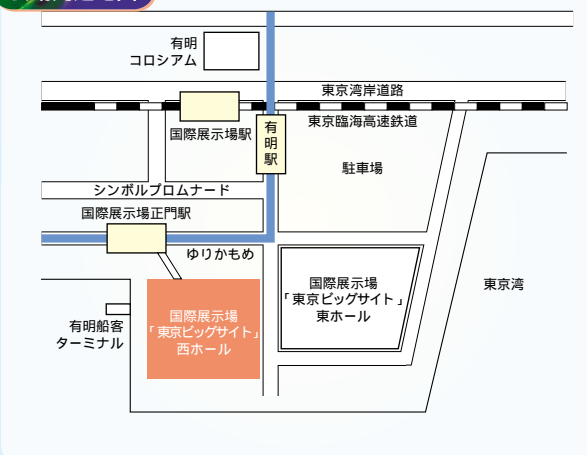 有明
コロシアム
東京湾岸道路
国際展示場駅
有明駅
東京臨海高速鉄道
駐車場
シンボルプロムナード
国際展示場正門駅
ゆりかもめ
国際展示場
「東京ビッグサイト」
東ホール
東京湾
国際展示場
「東京ビッグサイト」
西ホール
有明船客
ターミナル